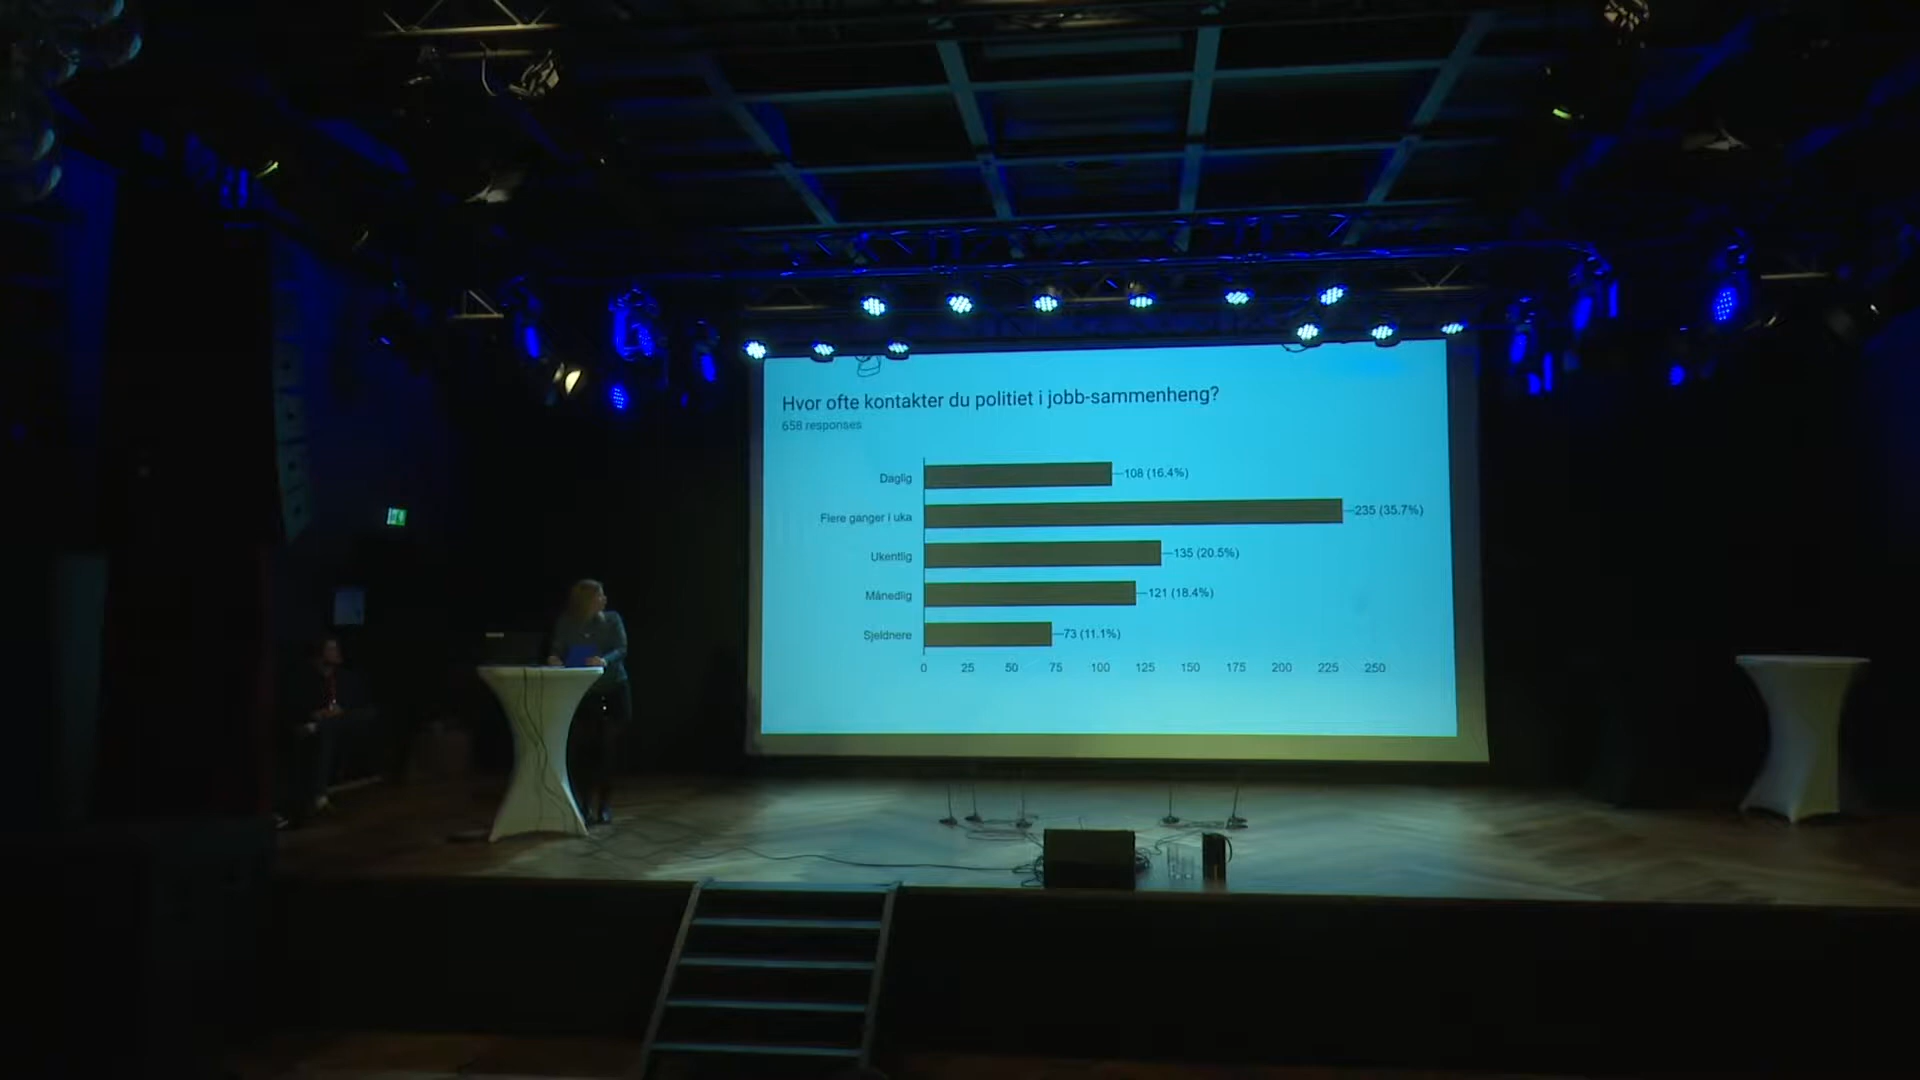 Hvor ofte kontakter du politiet i jobb-sammenheng?
658 responses
Daglig 108 (16.4%)
Flere ganger i uka 235 (35.7%)
Ukentlig 135 (20.5%)
Månedlig 121 (18.4%)
Sjeldnere 73 (11.1%)
0 25 50 75 100 125 150 175 200 225 250